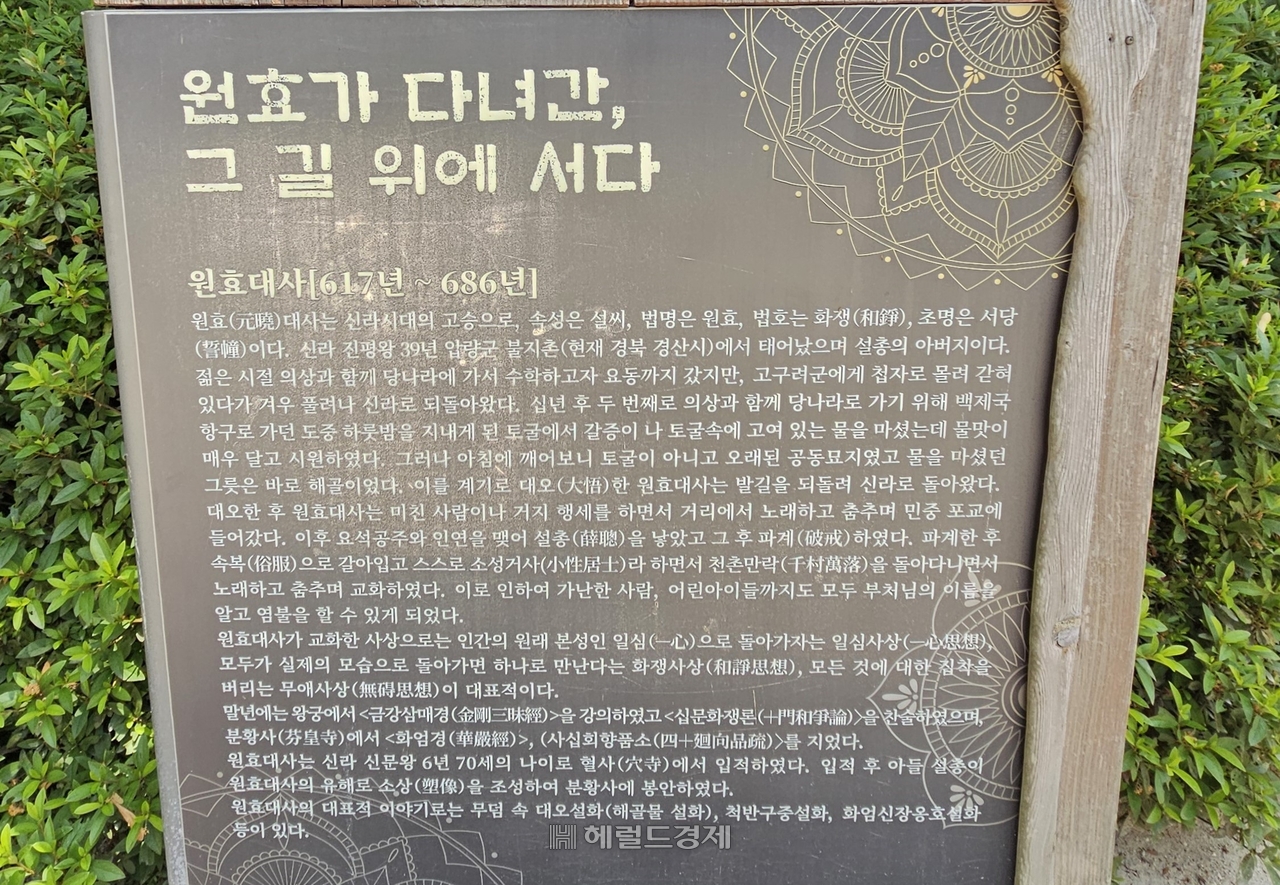 원효가 다녀간,
그 길 위에 서다
원효대사[617년 ~ 686년]
원효(元曉)대사는 신라시대의 고승으로, 속성은 설씨, 법명은 원효, 법호는 화쟁(和錚), 초명은 서당
(誓幢)이다. 신라 진평왕 39년 압량군 불지촌(현재 경북 경산시)에서 태어났으며 설총의 아버지이다.
젊은 시절 의상과 함께 당나라에 가서 수학하고자 요동까지 갔지만, 고구려군에게 첩자로 몰려 갇혀
있다가 겨우 풀려나 신라로 되돌아왔다. 십년 후 두 번째로 의상과 함께 당나라로 가기 위해 백제국
항구로 가던 도중 하룻밤을 지내게 된 토굴에서 갈증이 나 토굴속에 고여 있는 물을 마셨는데 물맛이
매우 달고 시원하였다. 그러나 아침에 깨어보니 토굴이 아니고 오래된 공동묘지였고 물을 마셨던
그릇은 바로 해골이었다. 이를 계기로 대오(大悟)한 원효대사는 발길을 되돌려 신라로 돌아왔다.
대오한 후 원효대사는 미친 사람이나 거지 행세를 하면서 거리에서 노래하고 춤추며 민중 포교에
들어갔다. 이후 요석공주와 인연을 맺어 설총(薛聰)을 낳았고 그 후 파계(破戒)하였다. 파계한 후
속복(俗服)으로 갈아입고 스스로 소성거사(小性居士)라 하면서 천촌만락(千村萬落)을 돌아다니면서
노래하고 춤추며 교화하였다. 이로 인하여 가난한 사람, 어린아이들까지도 모두 부처님의 이름을
알고 염불을 할 수 있게 되었다.
원효대사가 교화한 사상으로는 인간의 원래 본성인 일심(一心)으로 돌아가자는 일심사상(一心思想),
모두가 실제의 모습으로 돌아가면 하나로 만난다는 화쟁사상(和諍思想), 모든 것에 대한 집착을
버리는 무애사상(無碍思想)이 대표적이다.
말년에는 왕궁에서 <금강삼매경(金剛三昧經)>을 강의하였고 <십문화쟁론(十門和爭論)>을 찬술하였으며,
분황사(芬皇寺)에서 <화엄경(華嚴經)>, (사십회향품소(四十廻向品疏)>를 지었다.
원효대사는 신라 신문왕 6년 70세의 나이로 혈사(穴寺)에서 입적하였다. 입적 후 아들 설총이
원효대사의 유해로 소상(塑像)을 조성하여 분황사에 봉안하였다.
원효대사의 대표적 이야기로는 무덤 속 대오설화(해골물 설화), 척반구중설화, 화엄신장옹호설화
등이 있다.
헤럴드경제